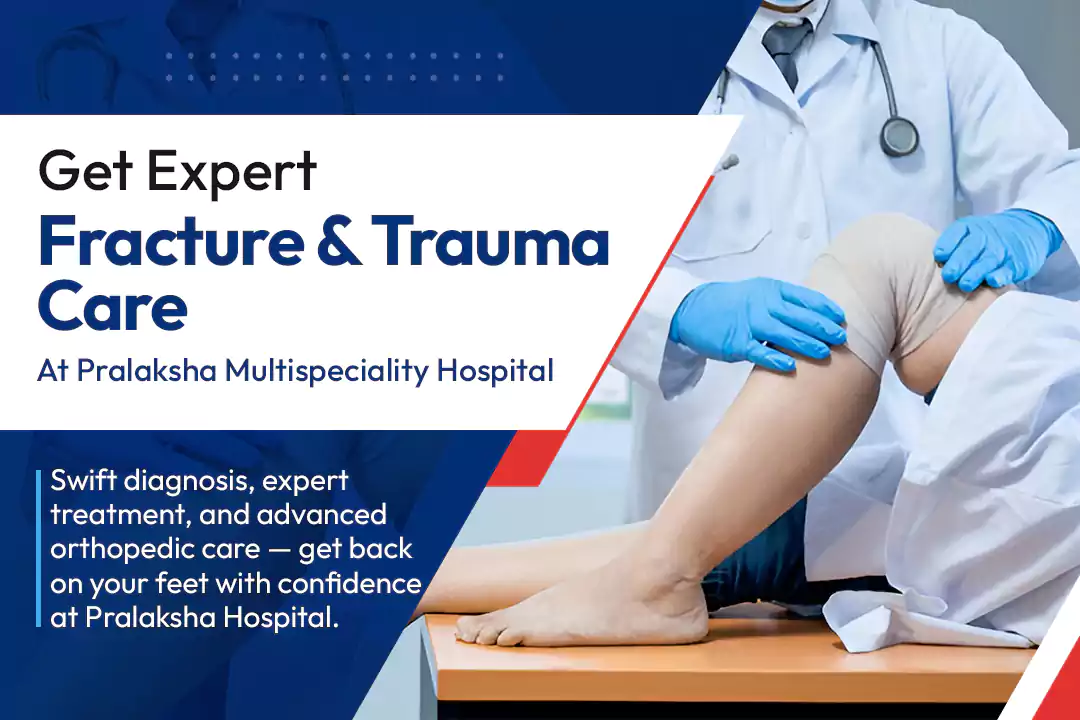 Get Expert
Fracture & Trauma
Care
At Pralaksha Multispeciality Hospital
Swift diagnosis, expert
treatment, and advanced
orthopedic care — get back
on your feet with confidence
at Pralaksha Hospital.